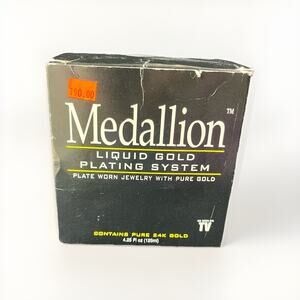 190.00
Medallion™
LIQUID GOLD
PLATING SYSTEM
PLATE WORN JEWELRY WITH PURE GOLD
TV
CONTAINS PURE 24K GOLD
4.25 Fl oz (125ml)